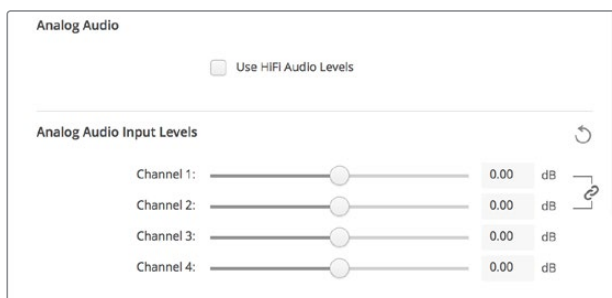 Analog Audio
Use HiFi Audio Levels
Analog Audio Input Levels
Channel 1: 0.00 dB
Channel 2: 0.00 dB
Channel 3: 0.00 dB
Channel 4: 0.00 dB